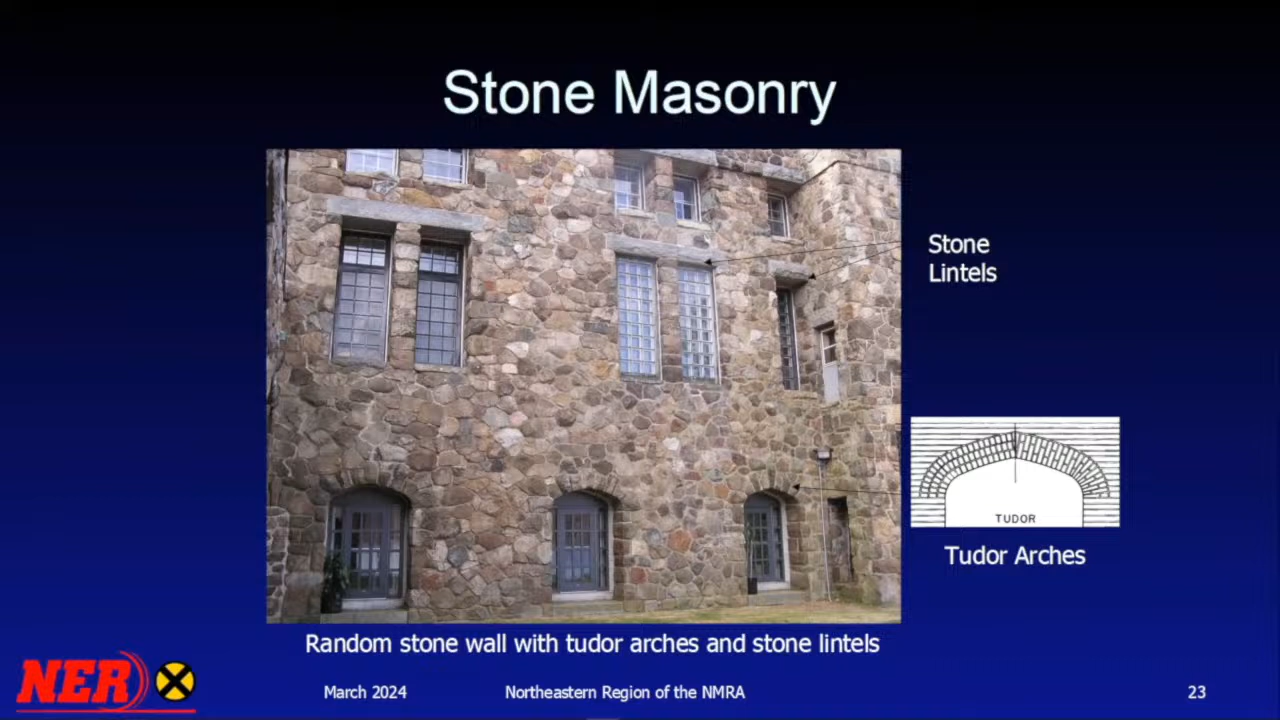 Stone Masonry
Stone
Lintels
TUDOR
Tudor Arches
Random stone wall with tudor arches and stone lintels
NER
March 2024
Northeastern Region of the NMRA
23